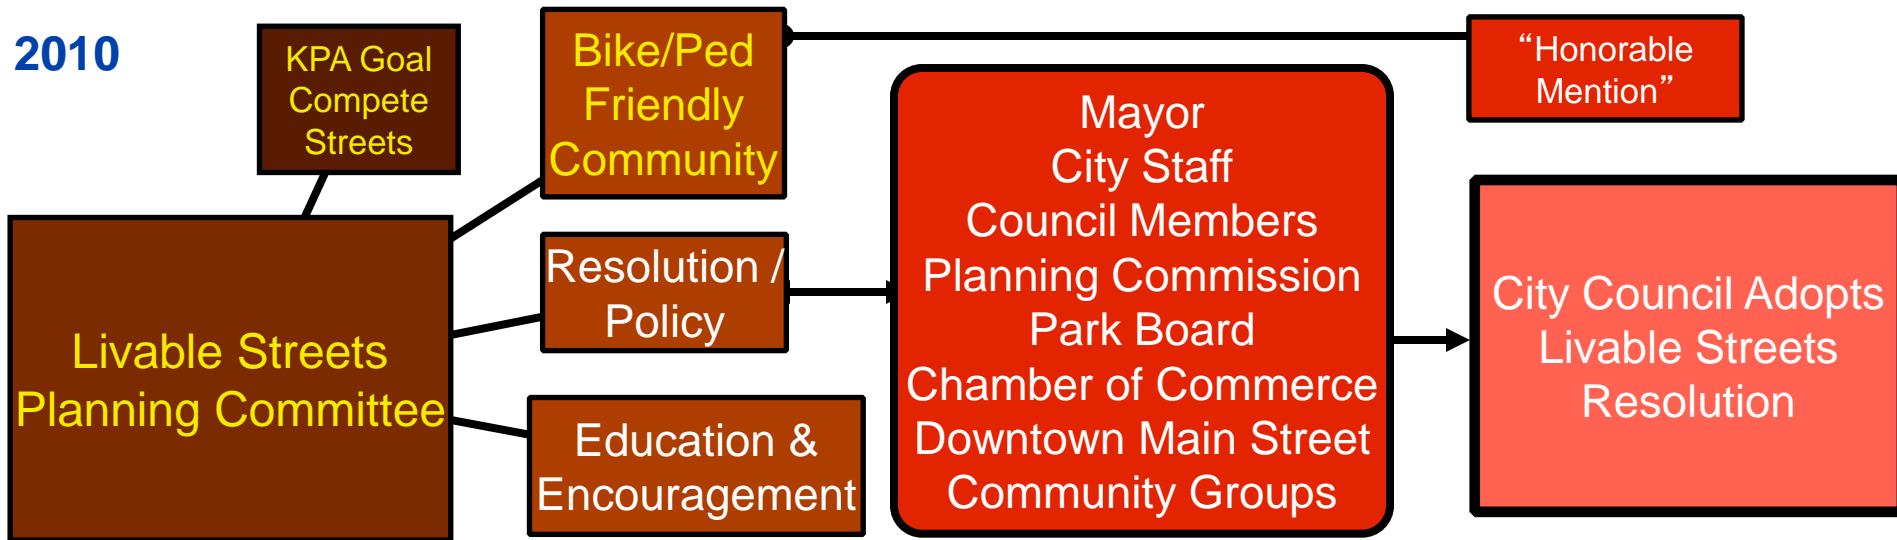 2010
KPA Goal
Compete
Streets
Bike/Ped
Friendly
Community
“Honorable
Mention”
Livable Streets
Planning Committee
Resolution /
Policy
Education &
Encouragement
Mayor
City Staff
Council Members
Planning Commission
Park Board
Chamber of Commerce
Downtown Main Street
Community Groups
City Council Adopts
Livable Streets
Resolution